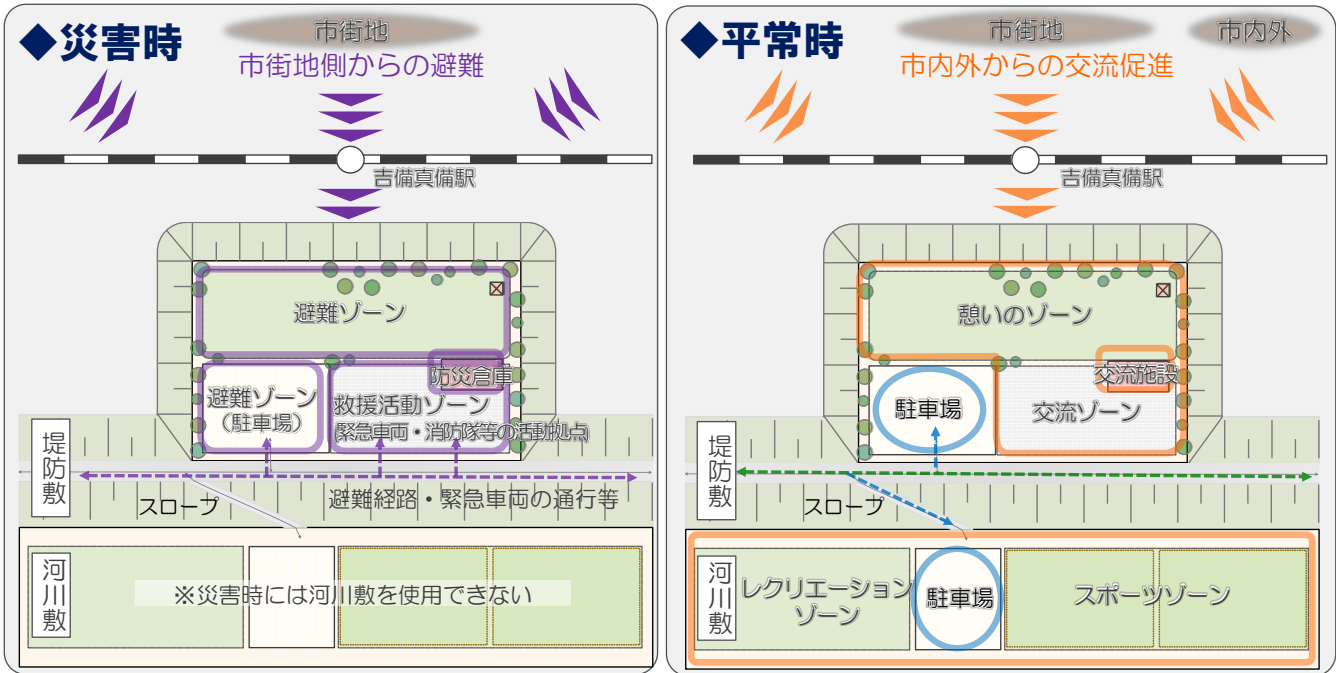 ◆災害時
市街地
市街地側からの避難
吉備真備駅
避難ゾーン
防災倉庫
避難ゾーン
（駐車場）
救援活動ゾーン
(緊急車両・消防隊等の活動拠点)
堤防敷
避難経路・緊急車両の通行等
スロープ
河川敷
※災害時には河川敷を使用できない
◆平常時
市街地
市内外
市内外からの交流促進
吉備真備駅
憩いのゾーン
交流施設
駐車場
交流ゾーン
堤防敷
スロープ
河川敷
レクリエーション
ゾーン
駐車場
スポーツゾーン